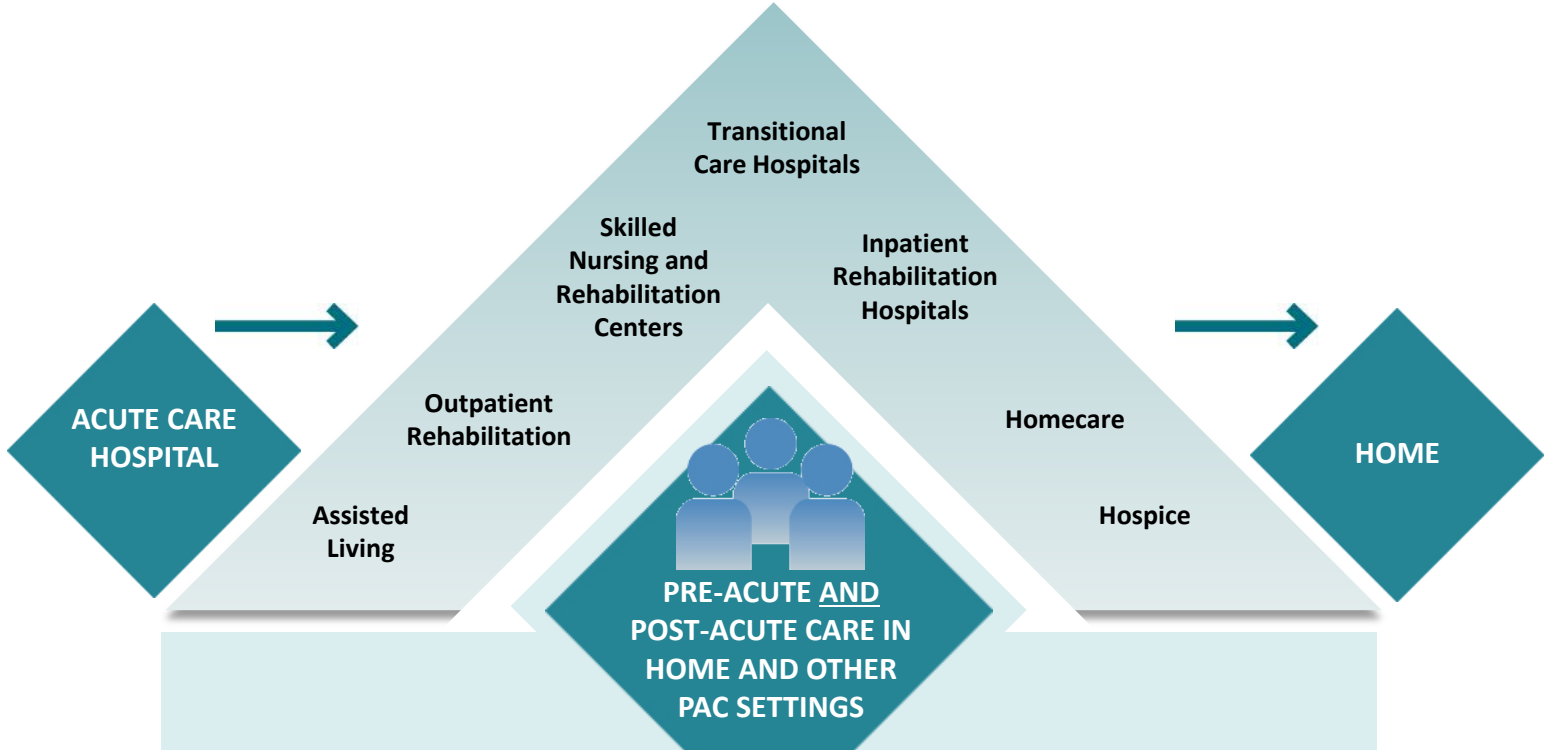 Transitional
Care Hospitals
Skilled
Nursing and
Rehabilitation
Centers
Inpatient
Rehabilitation
Hospitals
ACUTE CARE
HOSPITAL
Outpatient
Rehabilitation
Homecare
HOME
Assisted
Living
Hospice
PRE-ACUTE AND
POST-ACUTE CARE IN
HOME AND OTHER
PAC SETTINGS